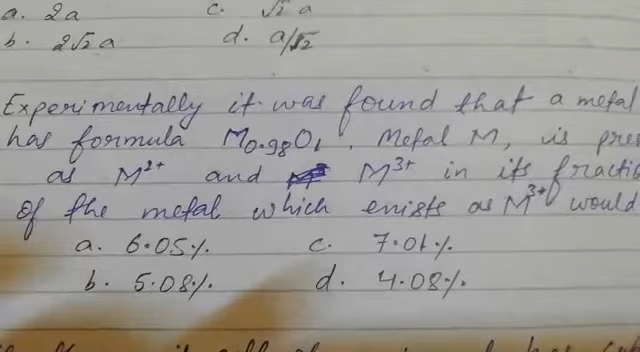 a. 2a c. √2 a
b. 2√2 a d. a/√2
Experimentally it was found that a metal
has formula M0.98O1. Metal M, is pres
as M2+ and M3+ in its fractio
of the metal which exists as M3+ would
a. 6.05% c. 7.01%
b. 5.08% d. 4.08%